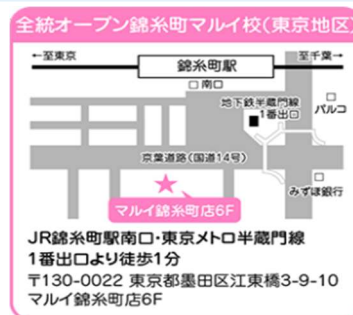 全統オープン錦糸町マルイ校(東京地区)
←至東京
錦糸町駅
至千葉→
南口
地下鉄半蔵門線
1番出口
パルコ
京葉道路(国道14号)
みずほ銀行
マルイ錦糸町店6F
JR錦糸町駅南口・東京メトロ半蔵門線
1番出口より徒歩1分
〒130-0022 東京都墨田区江東橋3-9-10
マルイ錦糸町店6F